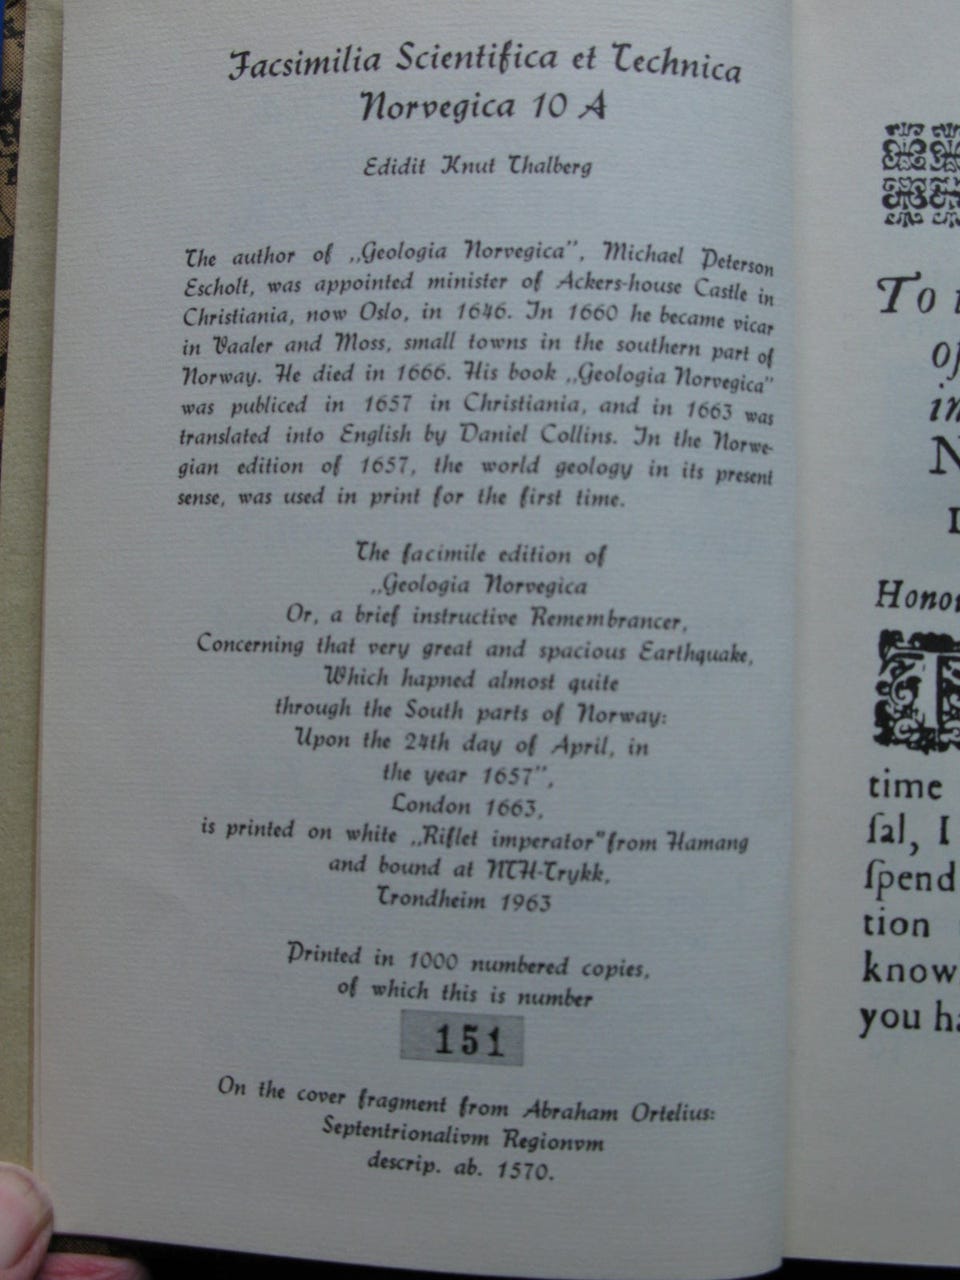 Facsimilia Scientifica et Technica
Norvegica 10 A
Edidit Knut Thalberg
The author of „Geologia Norvegica”, Michael Peterson
Escholt, was appointed minister of Ackers-house Castle in
Christiania, now Oslo, in 1646. In 1660 he became vicar
in Vaaler and Moss, small towns in the southern part of
Norway. He died in 1666. His book „Geologia Norvegica”
was publiced in 1657 in Christiania, and in 1663 was
translated into English by Daniel Collins. In the Norwe-
gian edition of 1657, the world geology in its present
sense, was used in print for the first time.
The facimile edition of
„Geologia Norvegica
Or, a brief instructive Remembrancer,
Concerning that very great and spacious Earthquake,
Which hapned almost quite
through the South parts of Norway:
Upon the 24th day of April, in
the year 1657”,
London 1663,
is printed on white „Riflet imperator” from Hamang
and bound at NTH-Trykk,
Trondheim 1963
Printed in 1000 numbered copies,
of which this is number
151
On the cover fragment from Abraham Ortelius:
Septentrionalivm Regionvm
descrip. ab. 1570.
To
of
in
N
Hono
T
time
ſal, I
ſpend
tion
know
you ha